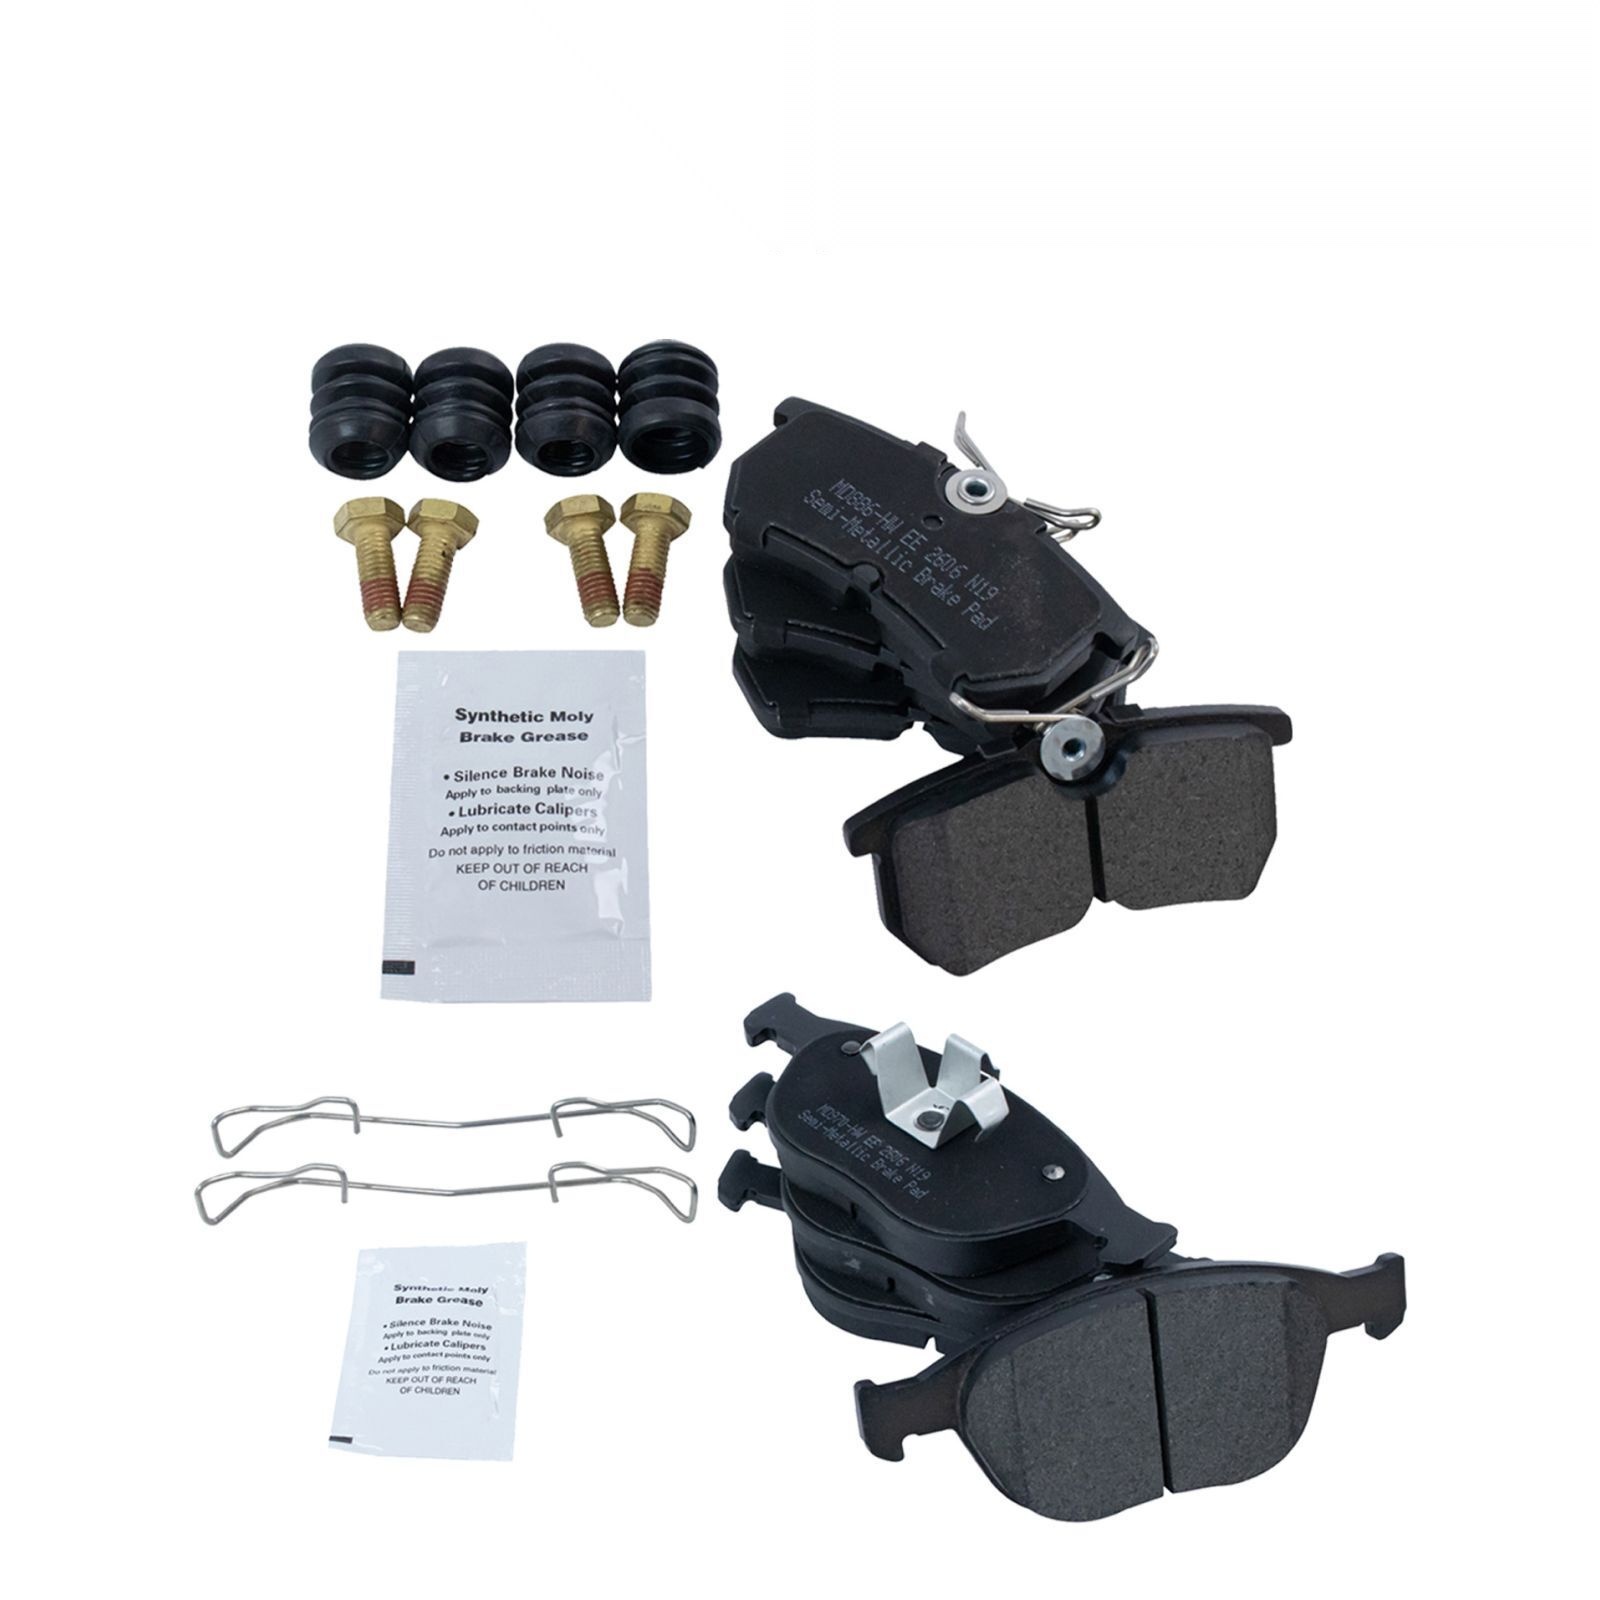 MD886-HW EE 2606 N19
Semi-Metallic Brake Pad
Synthetic Moly
Brake Grease
• Silence Brake Noise
Apply to backing plate only
• Lubricate Calipers
Apply to contact points only
Do not apply to friction material
KEEP OUT OF REACH
OF CHILDREN
MD970-HW EE 2606 N19
Semi-Metallic Brake Pad
Synthetic Moly
Brake Grease
• Silence Brake Noise
Apply to backing plate only
• Lubricate Calipers
Apply to contact points only
Do not apply to friction material
KEEP OUT OF REACH
OF CHILDREN